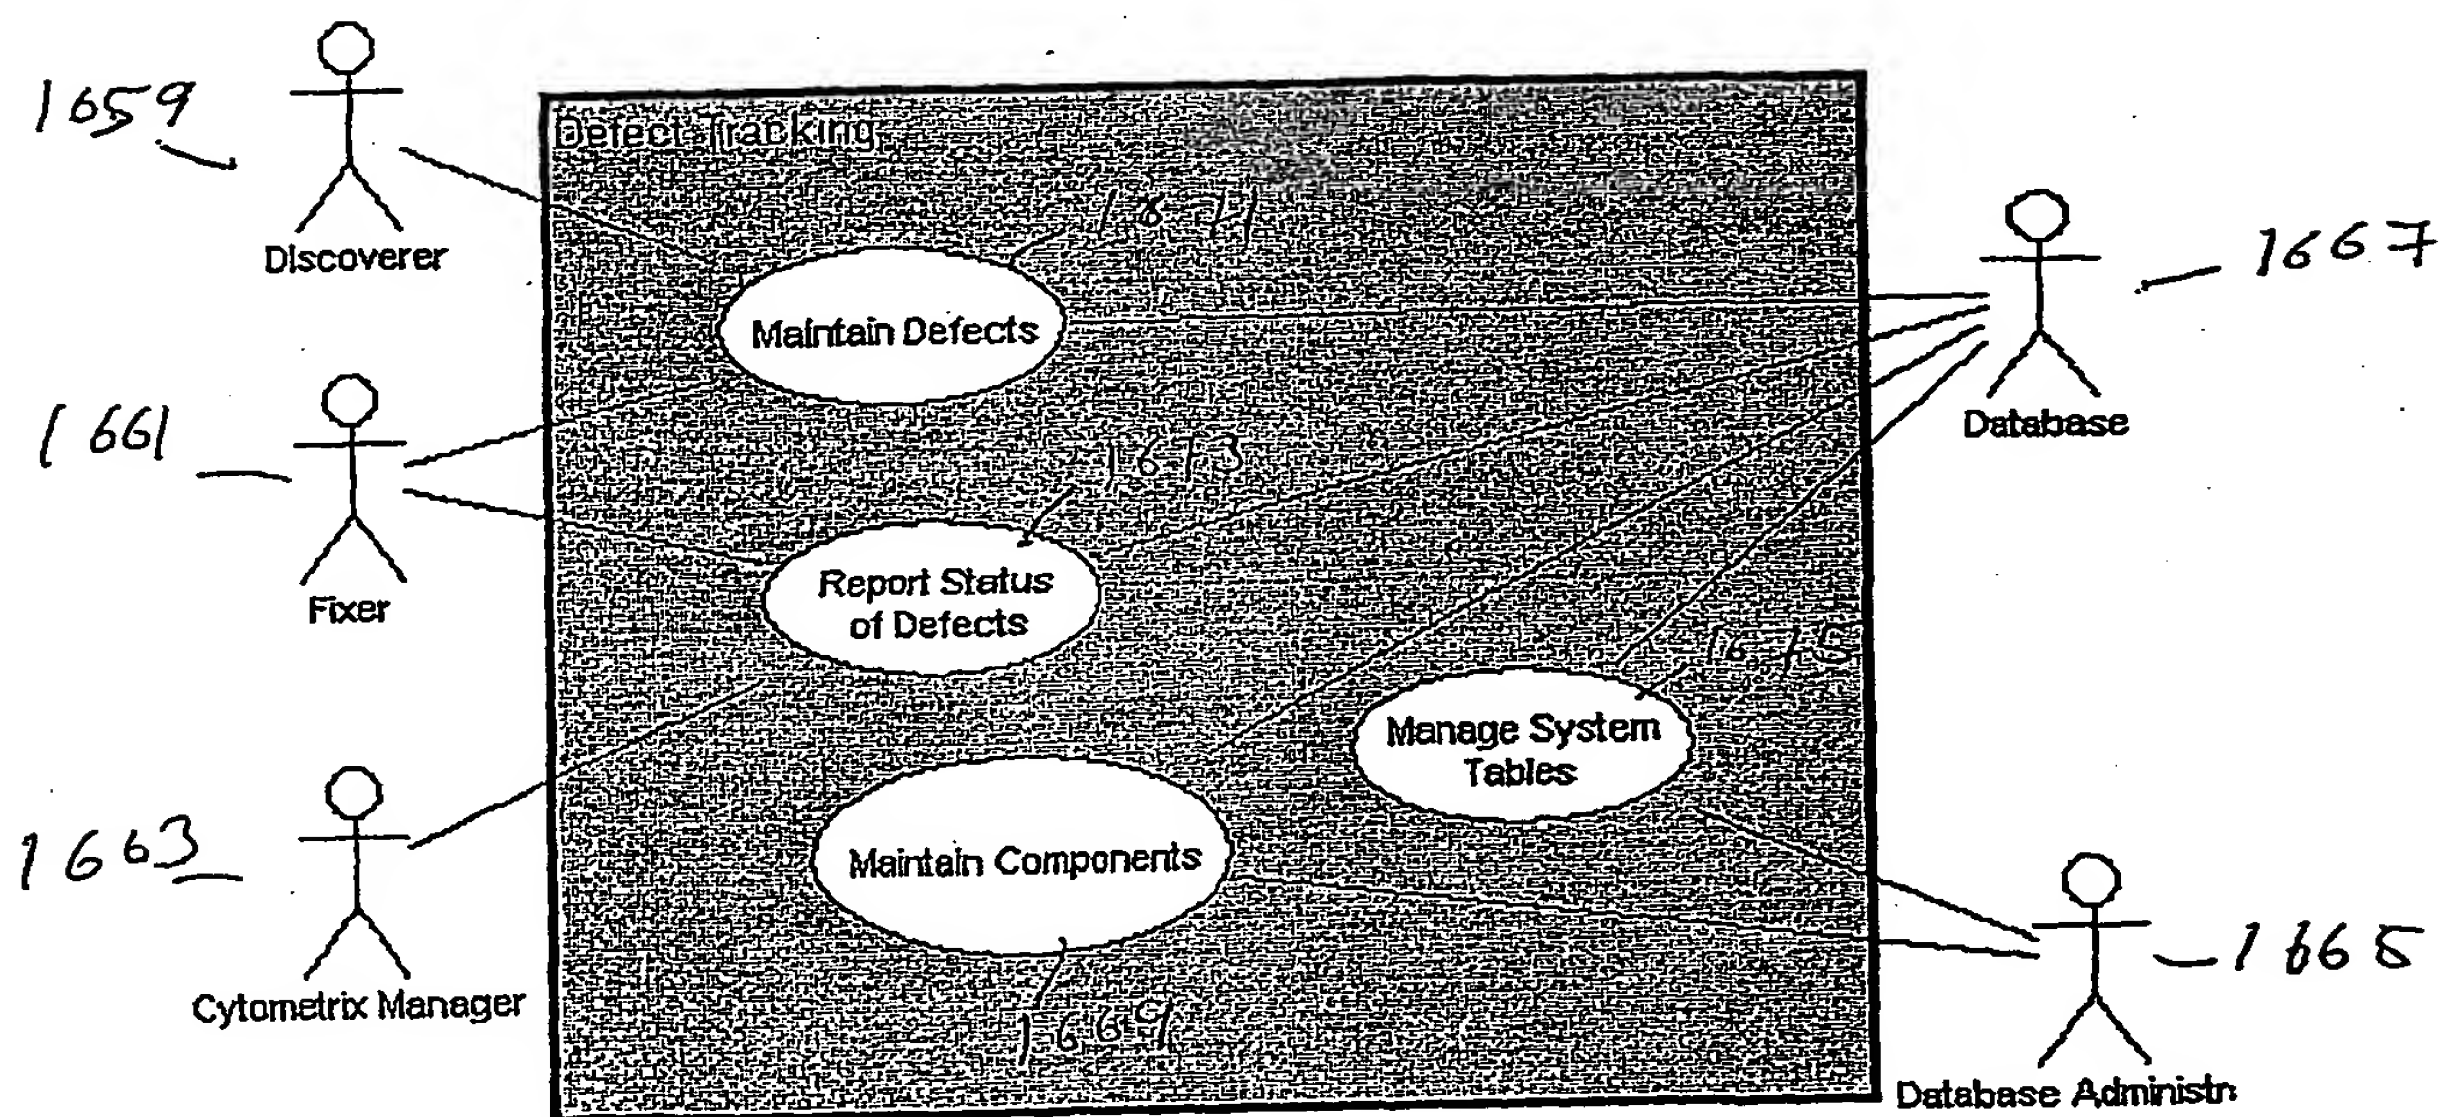 1659
Discoverer
Defect Tracking
Maintain Defects
1667
Database
1661
Fixer
1673
Report Status
of Defects
Manage System
Tables
1663
Cytometrix Manager
Maintain Components
1669
1665
Database Administr